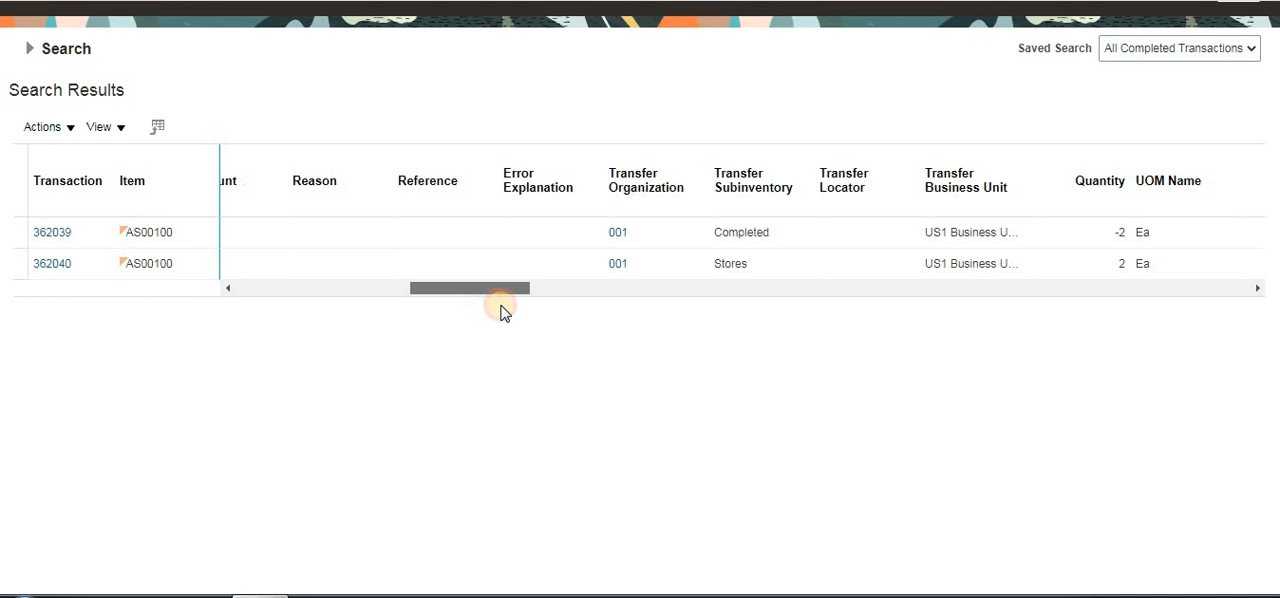 Search
Saved Search All Completed Transactions
Search Results
Actions View
Transaction Item unt Reason Reference Error Explanation Transfer Organization Transfer Subinventory Transfer Locator Transfer Business Unit Quantity UOM Name
362039 AS00100 001 Completed US1 Business U... -2 Ea
362040 AS00100 001 Stores US1 Business U... 2 Ea